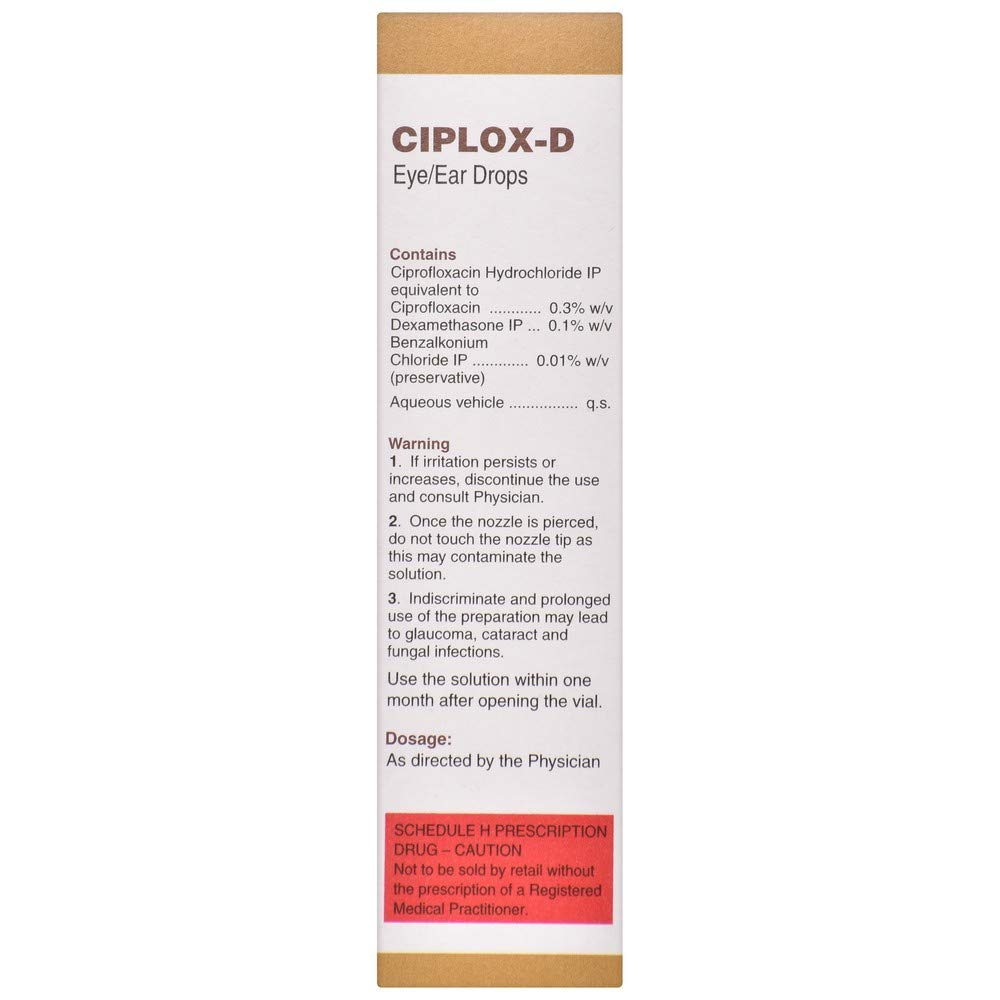 CIPLOX-D
Eye/Ear Drops
Contains
Ciprofloxacin Hydrochloride IP
equivalent to
Ciprofloxacin ............ 0.3% w/v
Dexamethasone IP ... 0.1% w/v
Benzalkonium
Chloride IP ............. 0.01% w/v
(preservative)
Aqueous vehicle ................ q.s.
Warning
1. If irritation persists or
increases, discontinue the use
and consult Physician.
2. Once the nozzle is pierced,
do not touch the nozzle tip as
this may contaminate the
solution.
3. Indiscriminate and prolonged
use of the preparation may lead
to glaucoma, cataract and
fungal infections.
Use the solution within one
month after opening the vial.
Dosage:
As directed by the Physician
SCHEDULE H PRESCRIPTION
DRUG – CAUTION
Not to be sold by retail without
the prescription of a Registered
Medical Practitioner.